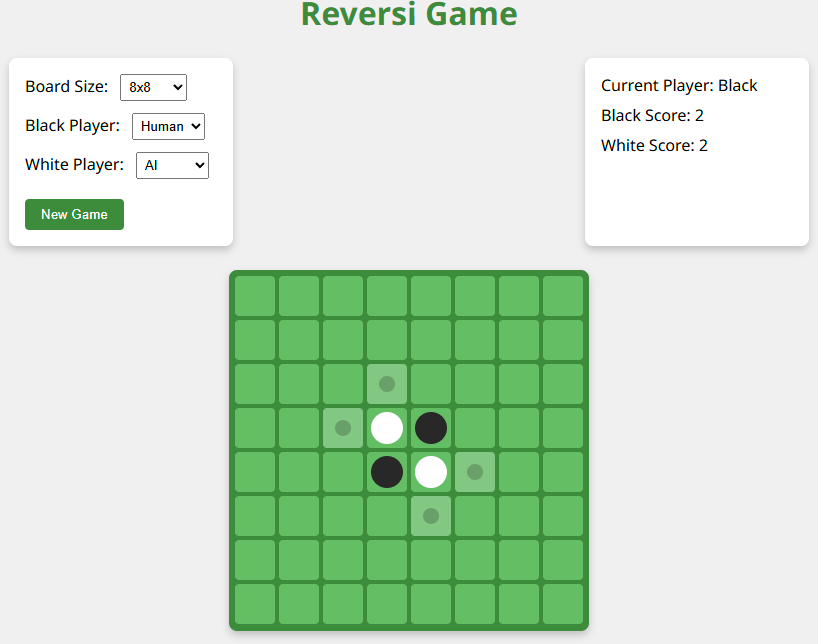 Reversi Game
Board Size: 8x8
Black Player: Human
White Player: AI
New Game
Current Player: Black
Black Score: 2
White Score: 2